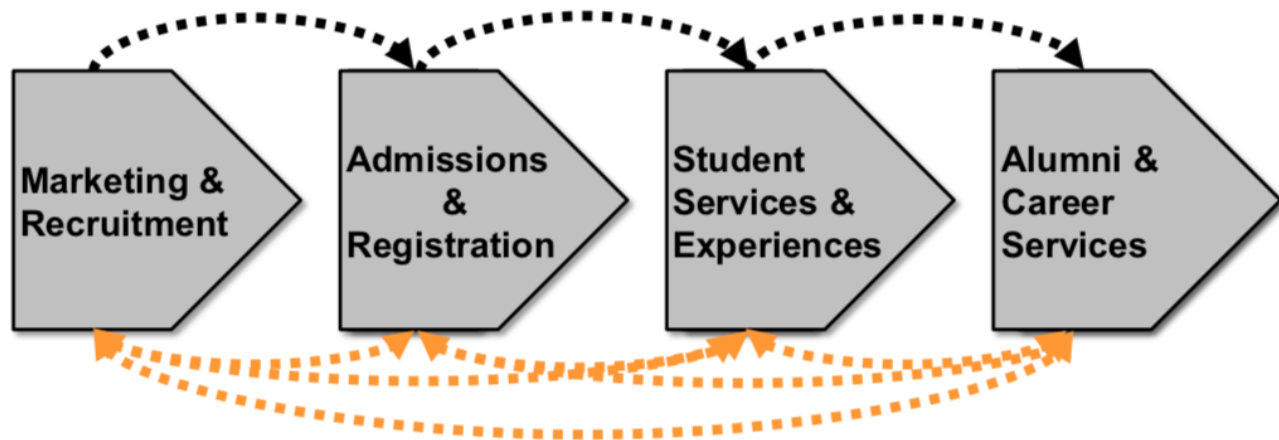 Marketing &
Recruitment
Admissions
&
Registration
Student
Services &
Experiences
Alumni &
Career
Services